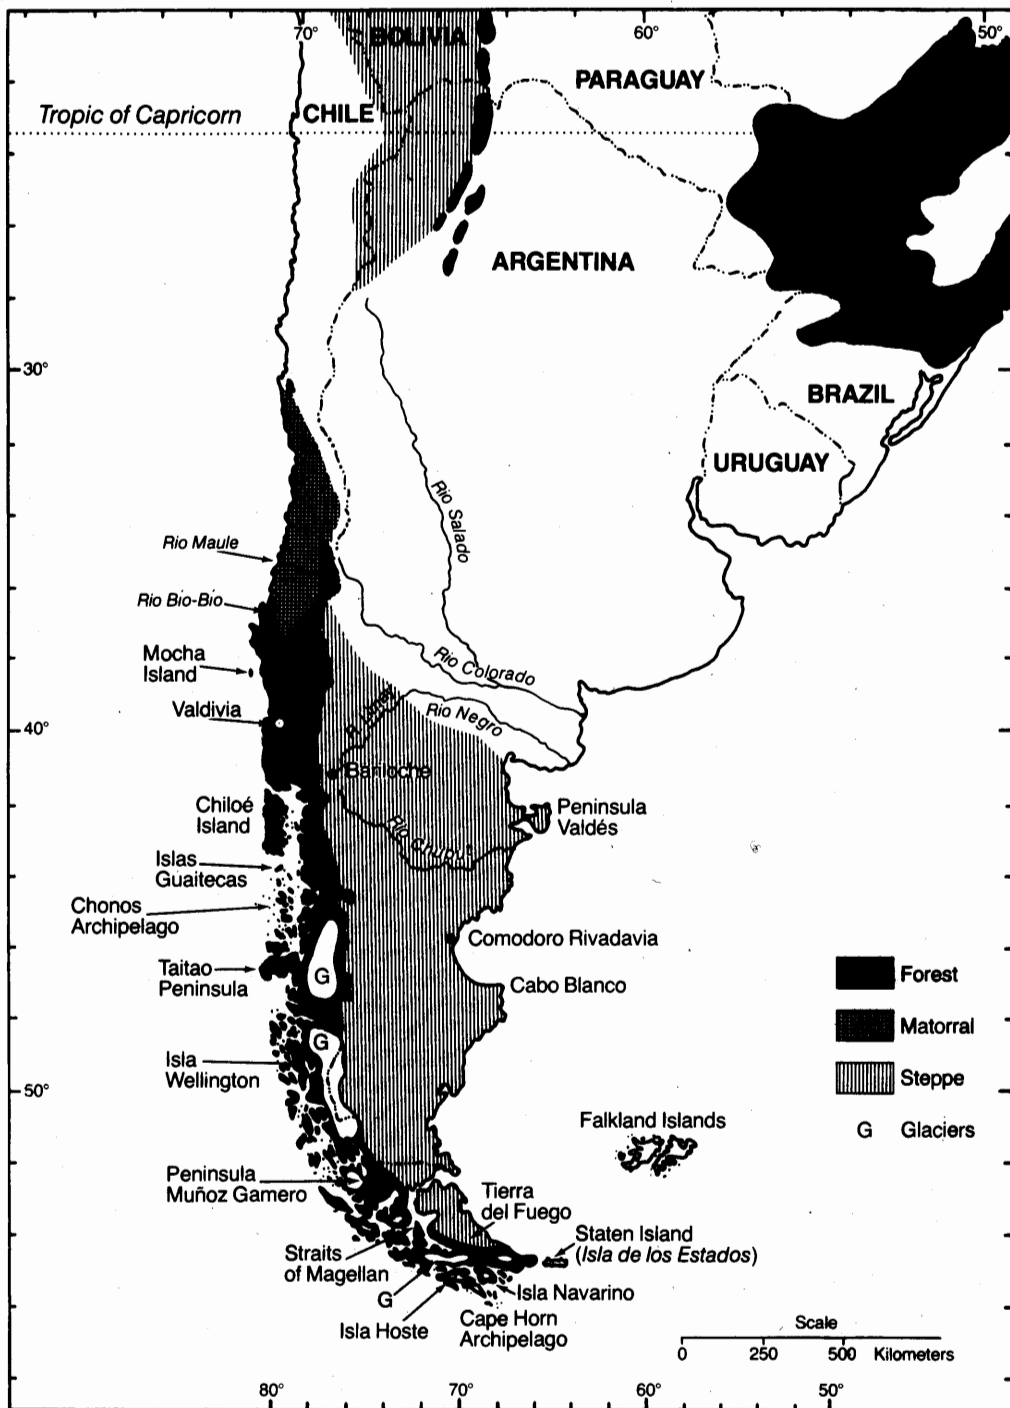 70°
60°
50°
BOLIVIA
PARAGUAY
Tropic of Capricorn
CHILE
ARGENTINA
30°
BRAZIL
URUGUAY
Rio Salado
Rio Maule
Rio Bio-Bio
Mocha
Island
Rio Colorado
Valdivia
Rio Negro
40°
Bariloche
Chiloé
Island
Peninsula
Valdés
Rio Chubut
Islas
Guaitecas
Chonos
Archipelago
Comodoro Rivadavia
Taitao
Peninsula
G
Cabo Blanco
Forest
Matorral
G
Isla
Wellington
Steppe
50°
G Glaciers
Falkland Islands
Peninsula
Muñoz Gamero
Tierra
del Fuego
Straits
of Magellan
Staten Island
(Isla de los Estados)
G
Isla Navarino
Isla Hoste
Cape Horn
Archipelago
Scale
0 250 500 Kilometers
80°
70°
60°
50°